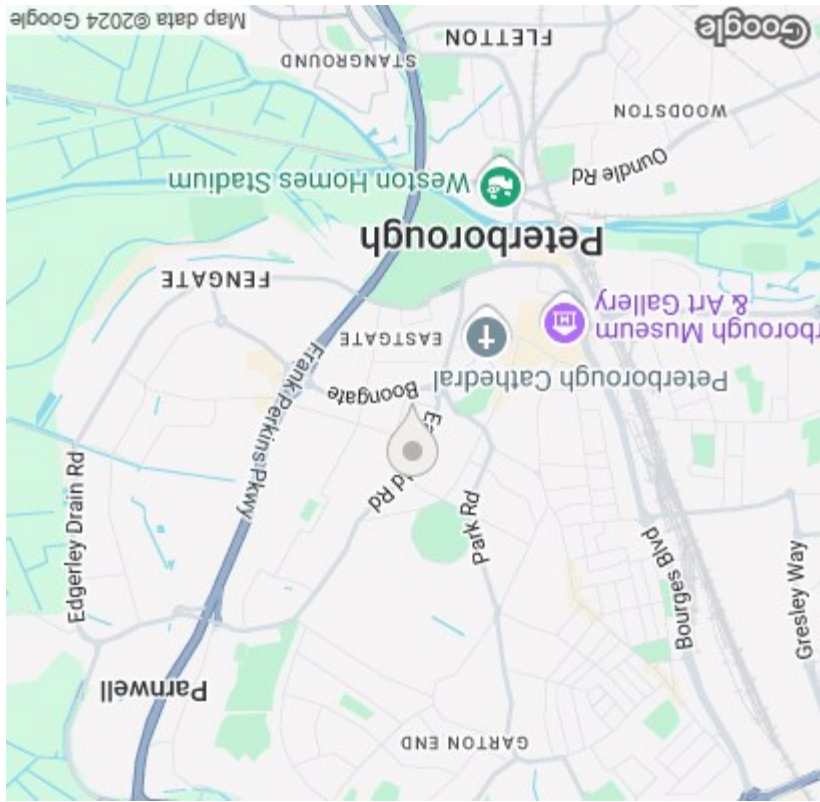 GARTON END
Parnwell
Gresley Way
Bourges Blvd
Park Rd
Edgerley Drain Rd
Frank Perkins Pkwy
Boongate
Peterborough Cathedral
EASTGATE
rborough Museum
& Art Gallery
FENGATE
Peterborough
Weston Homes Stadium
Oundle Rd
WOODSTON
STANGROUND
FLETTON
Google
Map data ©2024 Google